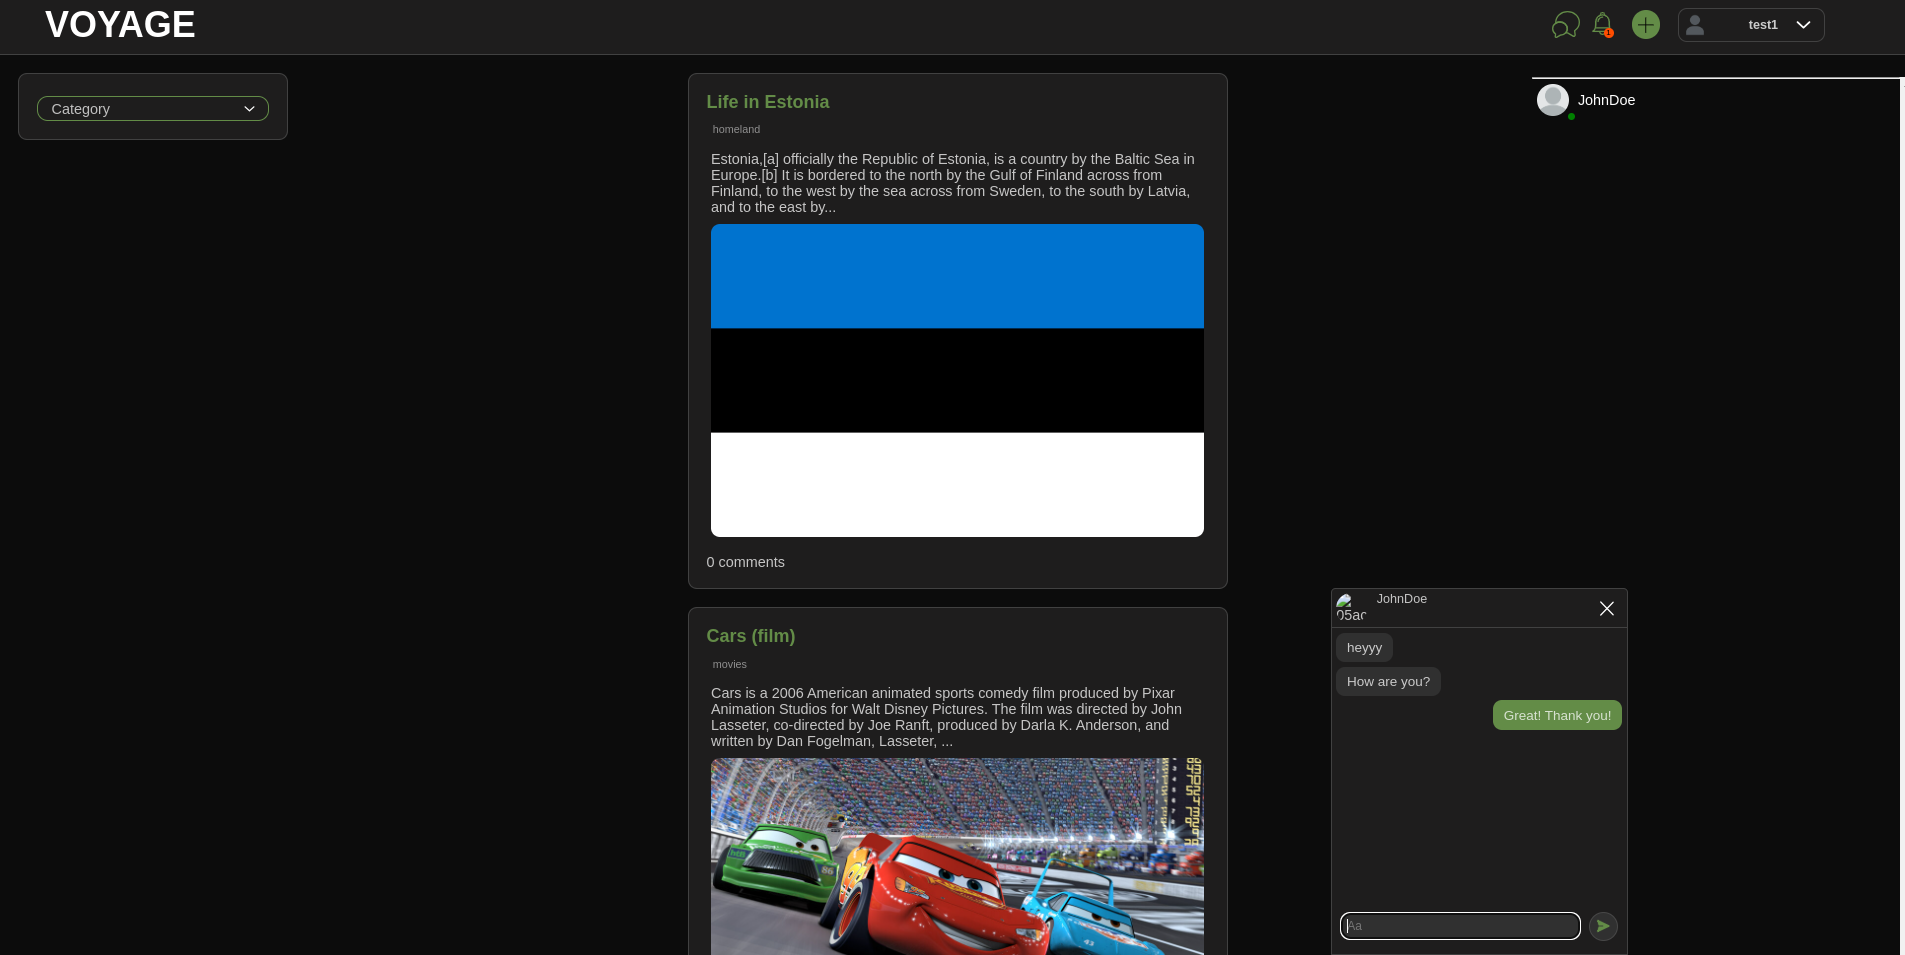 VOYAGE
1
test1
Category
Life in Estonia
homeland
Estonia,[a] officially the Republic of Estonia, is a country by the Baltic Sea in
Europe.[b] It is bordered to the north by the Gulf of Finland across from
Finland, to the west by the sea across from Sweden, to the south by Latvia,
and to the east by...
0 comments
Cars (film)
movies
Cars is a 2006 American animated sports comedy film produced by Pixar
Animation Studios for Walt Disney Pictures. The film was directed by John
Lasseter, co-directed by Joe Ranft, produced by Darla K. Anderson, and
written by Dan Fogelman, Lasseter, ...
86
43
JohnDoe
JohnDoe
heyyy
How are you?
Great! Thank you!
Aa